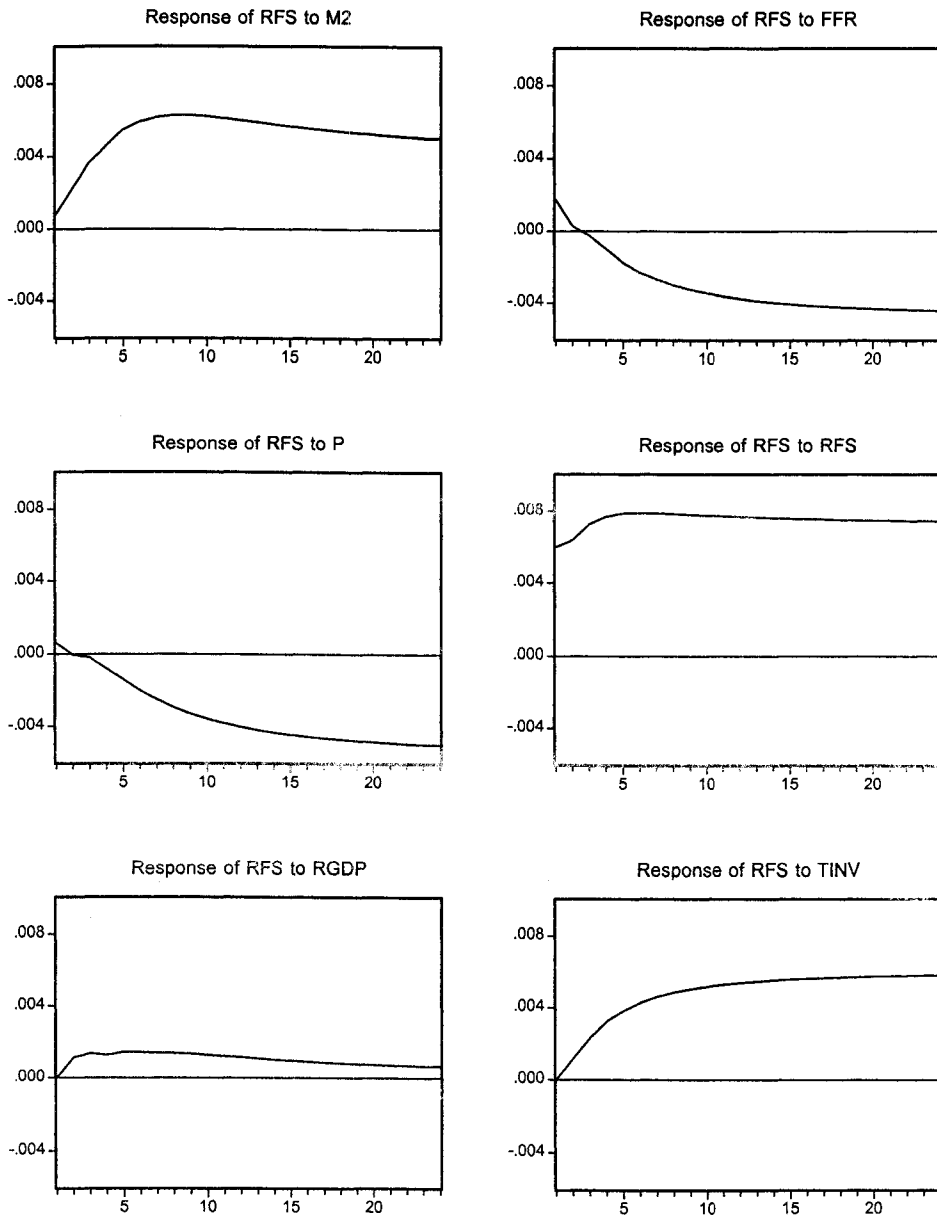 Response of RFS to M2
.008
.004
.000
-.004
5 10 15 20
Response of RFS to FFR
.008
.004
.000
-.004
5 10 15 20
Response of RFS to P
.008
.004
.000
-.004
5 10 15 20
Response of RFS to RFS
.008
.004
.000
-.004
5 10 15 20
Response of RFS to RGDP
.008
.004
.000
-.004
5 10 15 20
Response of RFS to TINV
.008
.004
.000
-.004
5 10 15 20